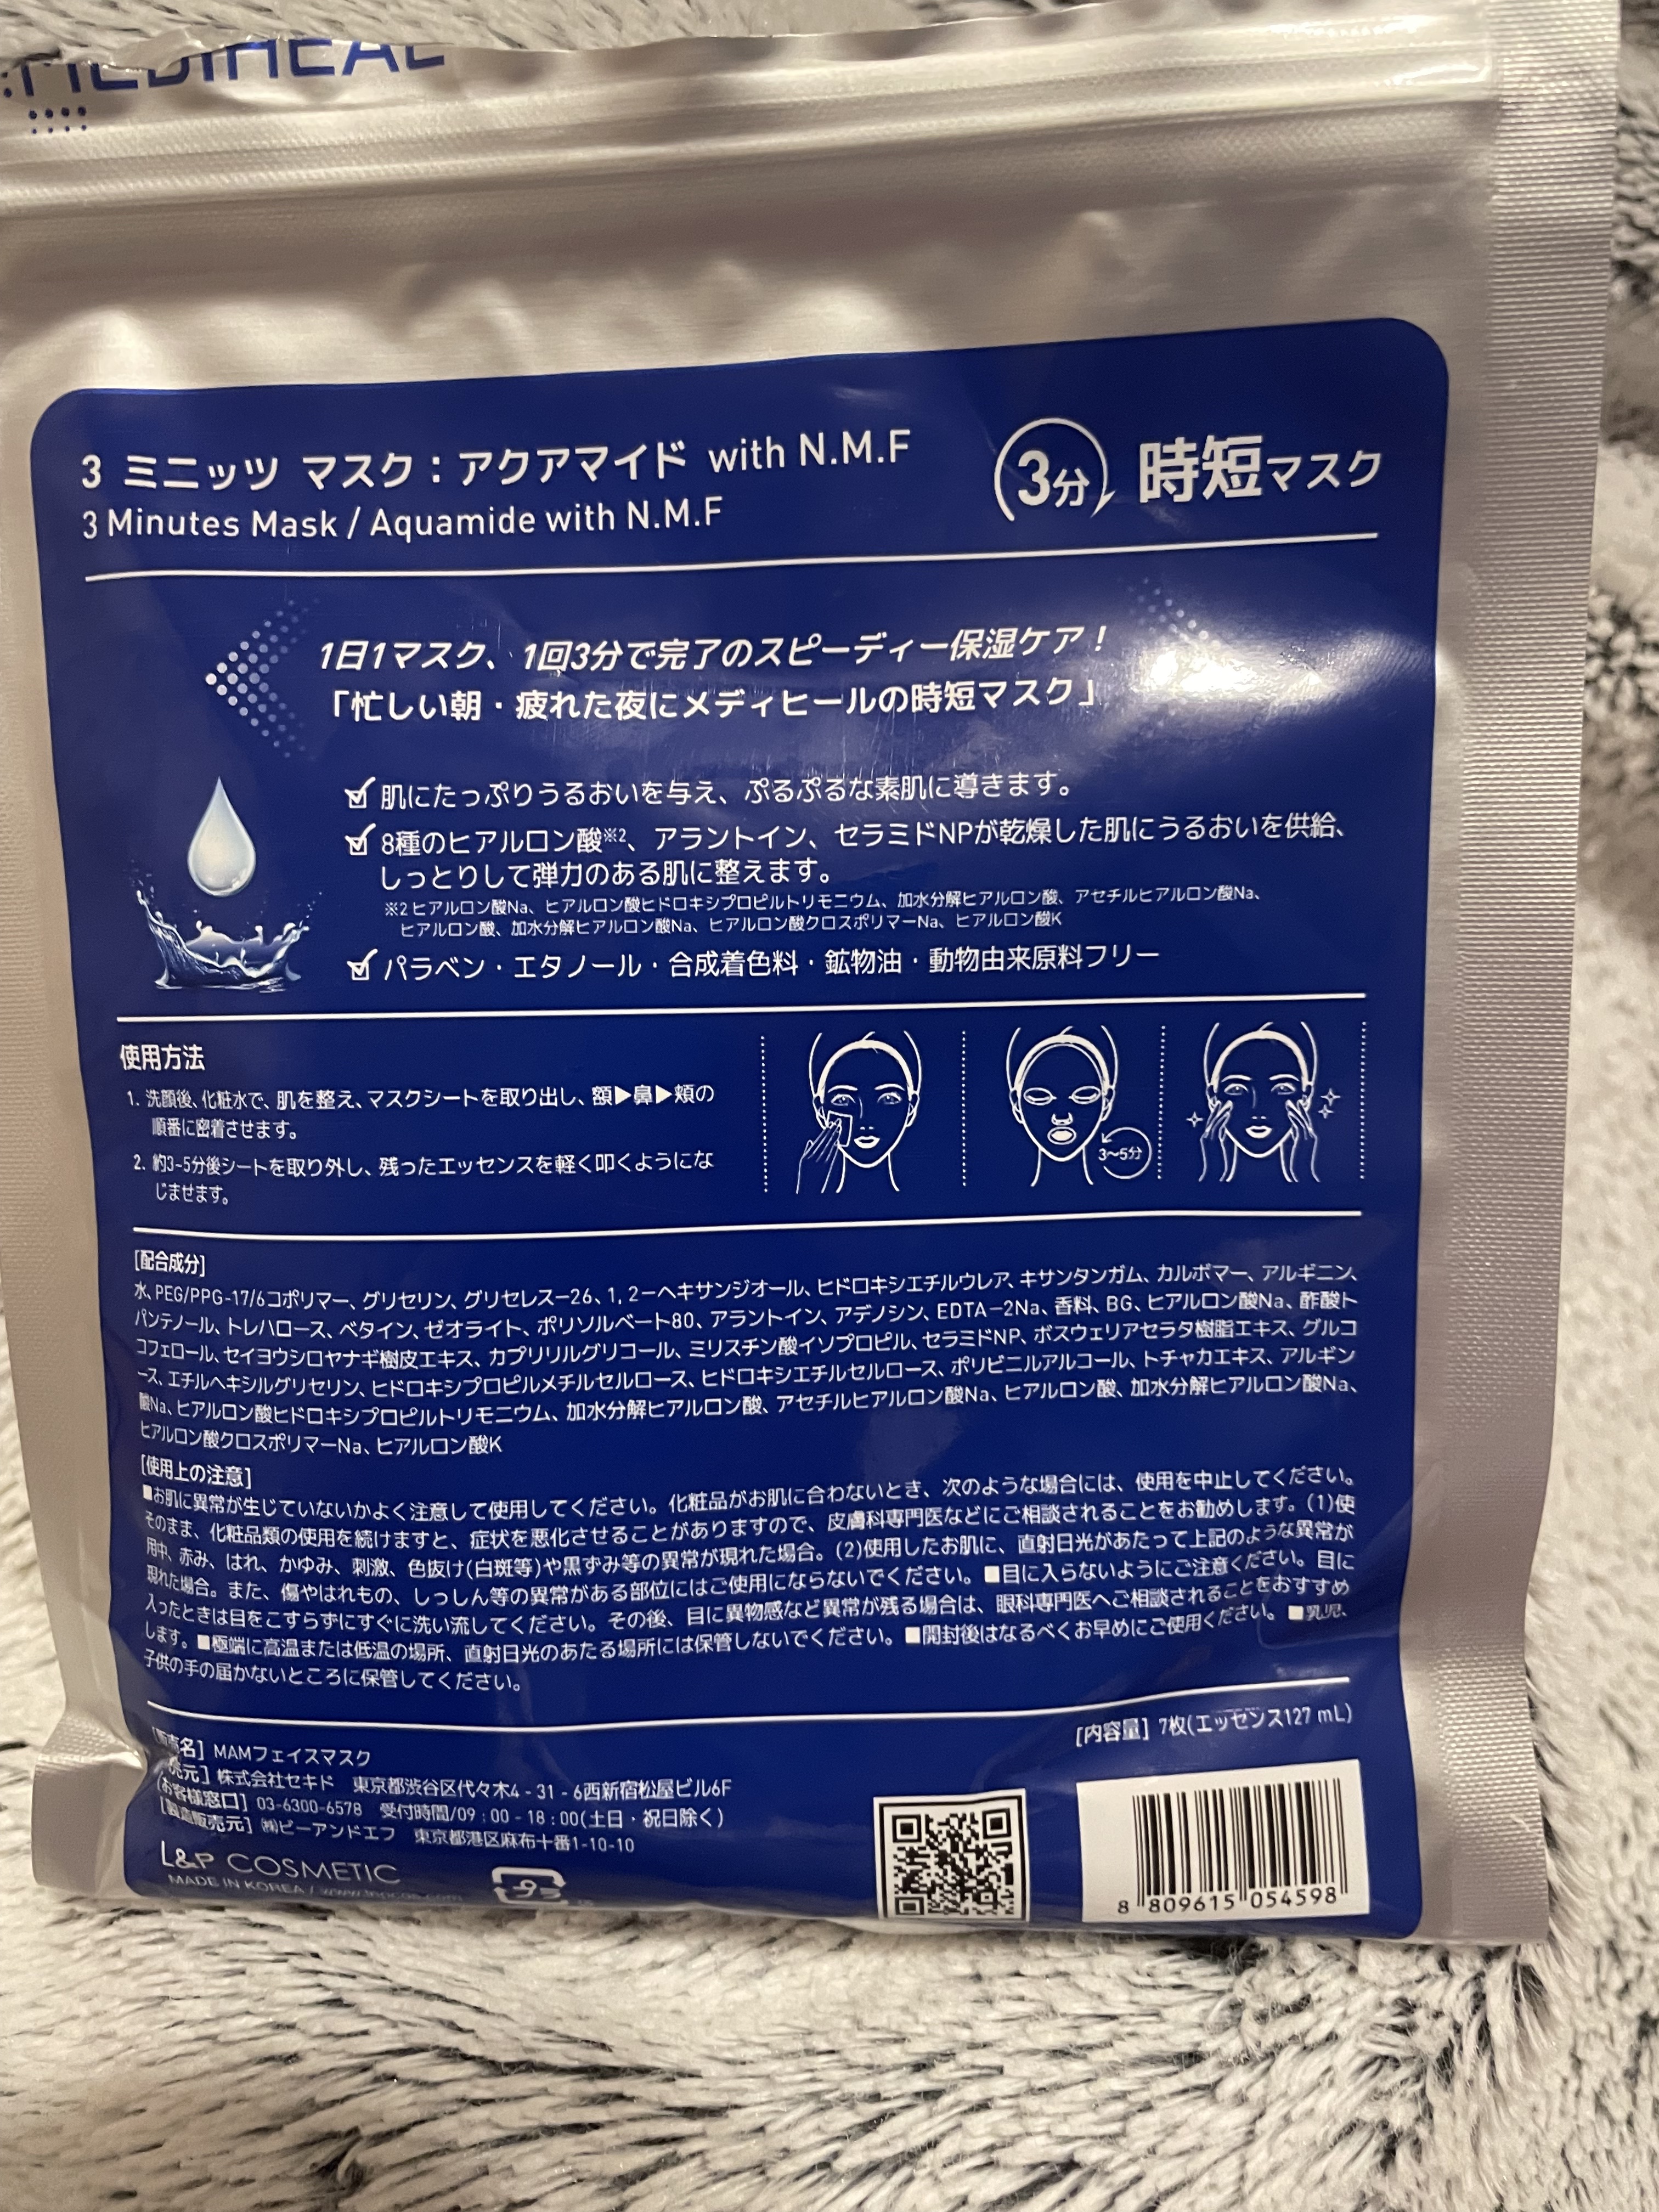 MEDIHEAL
3 ミニッツ マスク：アクアマイド with N.M.F
3 Minutes Mask / Aquamide with N.M.F
3分 時短マスク
1日1マスク、1回3分で完了のスピーディー保湿ケア！
「忙しい朝・疲れた夜にメディヒールの時短マスク」
肌にたっぷりうるおいを与え、ぷるぷるな素肌に導きます。
8種のヒアルロン酸※2、アラントイン、セラミドNPが乾燥した肌にうるおいを供給、
しっとりして弾力のある肌に整えます。
※2 ヒアルロン酸Na、ヒアルロン酸ヒドロキシプロピルトリモニウム、加水分解ヒアルロン酸、アセチルヒアルロン酸Na、
ヒアルロン酸、加水分解ヒアルロン酸Na、ヒアルロン酸クロスポリマーNa、ヒアルロン酸K
パラベン・エタノール・合成着色料・鉱物油・動物由来原料フリー
使用方法
1. 洗顔後、化粧水で、肌を整え、マスクシートを取り出し、額▶鼻▶頬の
順番に密着させます。
2. 約3~5分後シートを取り外し、残ったエッセンスを軽く叩くようにな
じませます。
3〜5分
[配合成分]
水、PEG/PPG-17/6コポリマー、グリセリン、グリセレス−26、1,2−ヘキサンジオール、ヒドロキシエチルウレア、キサンタンガム、カルボマー、アルギニン、
パンテノール、トレハロース、ベタイン、ゼオライト、ポリソルベート80、アラントイン、アデノシン、EDTA−2Na、香料、BG、ヒアルロン酸Na、酢酸ト
コフェロール、セイヨウシロヤナギ樹皮エキス、カプリリルグリコール、ミリスチン酸イソプロピル、セラミドNP、ボスウェリアセラタ樹脂エキス、グルコ
ース、エチルヘキシルグリセリン、ヒドロキシプロピルメチルセルロース、ヒドロキシエチルセルロース、ポリビニルアルコール、トチャカエキス、アルギン
酸Na、ヒアルロン酸ヒドロキシプロピルトリモニウム、加水分解ヒアルロン酸、アセチルヒアルロン酸Na、ヒアルロン酸、加水分解ヒアルロン酸Na、
ヒアルロン酸クロスポリマーNa、ヒアルロン酸K
[使用上の注意]
■お肌に異常が生じていないかよく注意して使用してください。化粧品がお肌に合わないとき、次のような場合には、使用を中止してください。
そのまま、化粧品類の使用を続けますと、症状を悪化させることがありますので、皮膚科専門医などにご相談されることをお勧めします。(1)使
用中、赤み、はれ、かゆみ、刺激、色抜け(白斑等)や黒ずみ等の異常が現れた場合。(2)使用したお肌に、直射日光があたって上記のような異常が
現れた場合。また、傷やはれもの、しっしん等の異常がある部位にはご使用にならないでください。■目に入らないようにご注意ください。目に
入ったときは目をこすらずにすぐに洗い流してください。その後、目に異物感など異常が残る場合は、眼科専門医へご相談されることをおすすめ
します。■極端に高温または低温の場所、直射日光のあたる場所には保管しないでください。■開封後はなるべくお早めにご使用ください。■乳児、
子供の手の届かないところに保管してください。
[内容量] 7枚(エッセンス127 mL)
[販売名] MAMフェイスマスク
売元] 株式会社セキド 東京都渋谷区代々木4 - 31 - 6西新宿松屋ビル6F
[お客様窓口] 03-6300-6578 受付時間/09：00 - 18：00(土日・祝日除く)
[製造販売元] ㈱ピーアンドエフ 東京都港区麻布十番1-10-10
L&P COSMETIC
MADE IN KOREA /
8 809615 054598